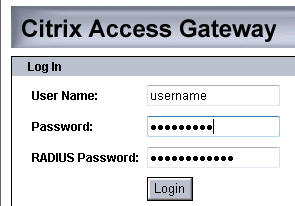 Citrix Access Gateway
Log In
User Name: username
Password: •••••••••
RADIUS Password: ••••••••••••
Login